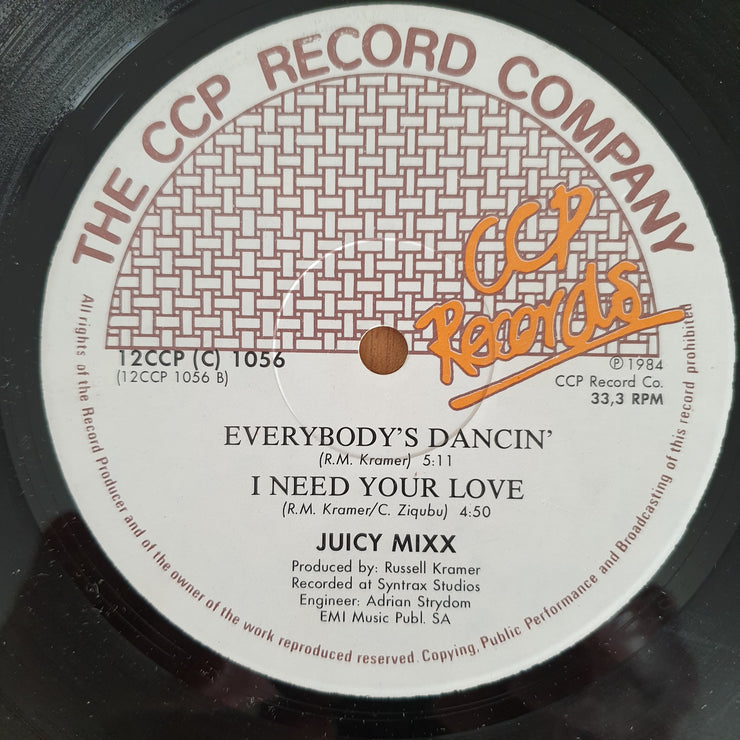 THE CCP RECORD COMPANY
CCP
Records
12CCP (C) 1056
(12CCP 1056 B)
℗ 1984
CCP Record Co.
33,3 RPM
EVERYBODY'S DANCIN'
(R.M. Kramer) 5:11
I NEED YOUR LOVE
(R.M. Kramer/C. Ziqubu) 4:50
JUICY MIXX
Produced by: Russell Kramer
Recorded at Syntrax Studios
Engineer: Adrian Strydom
EMI Music Publ. SA
All rights of the Record Producer and of the owner of the work reproduced reserved. Copying, Public Performance and Broadcasting of this record prohibited